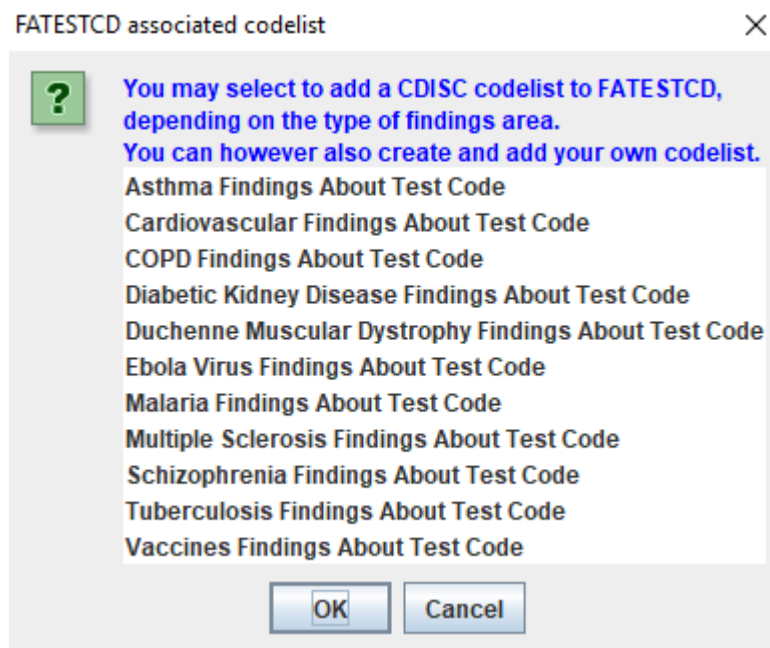 FATESTCD associated codelist
?
You may select to add a CDISC codelist to FATESTCD,
depending on the type of findings area.
You can however also create and add your own codelist.
Asthma Findings About Test Code
Cardiovascular Findings About Test Code
COPD Findings About Test Code
Diabetic Kidney Disease Findings About Test Code
Duchenne Muscular Dystrophy Findings About Test Code
Ebola Virus Findings About Test Code
Malaria Findings About Test Code
Multiple Sclerosis Findings About Test Code
Schizophrenia Findings About Test Code
Tuberculosis Findings About Test Code
Vaccines Findings About Test Code
OK Cancel